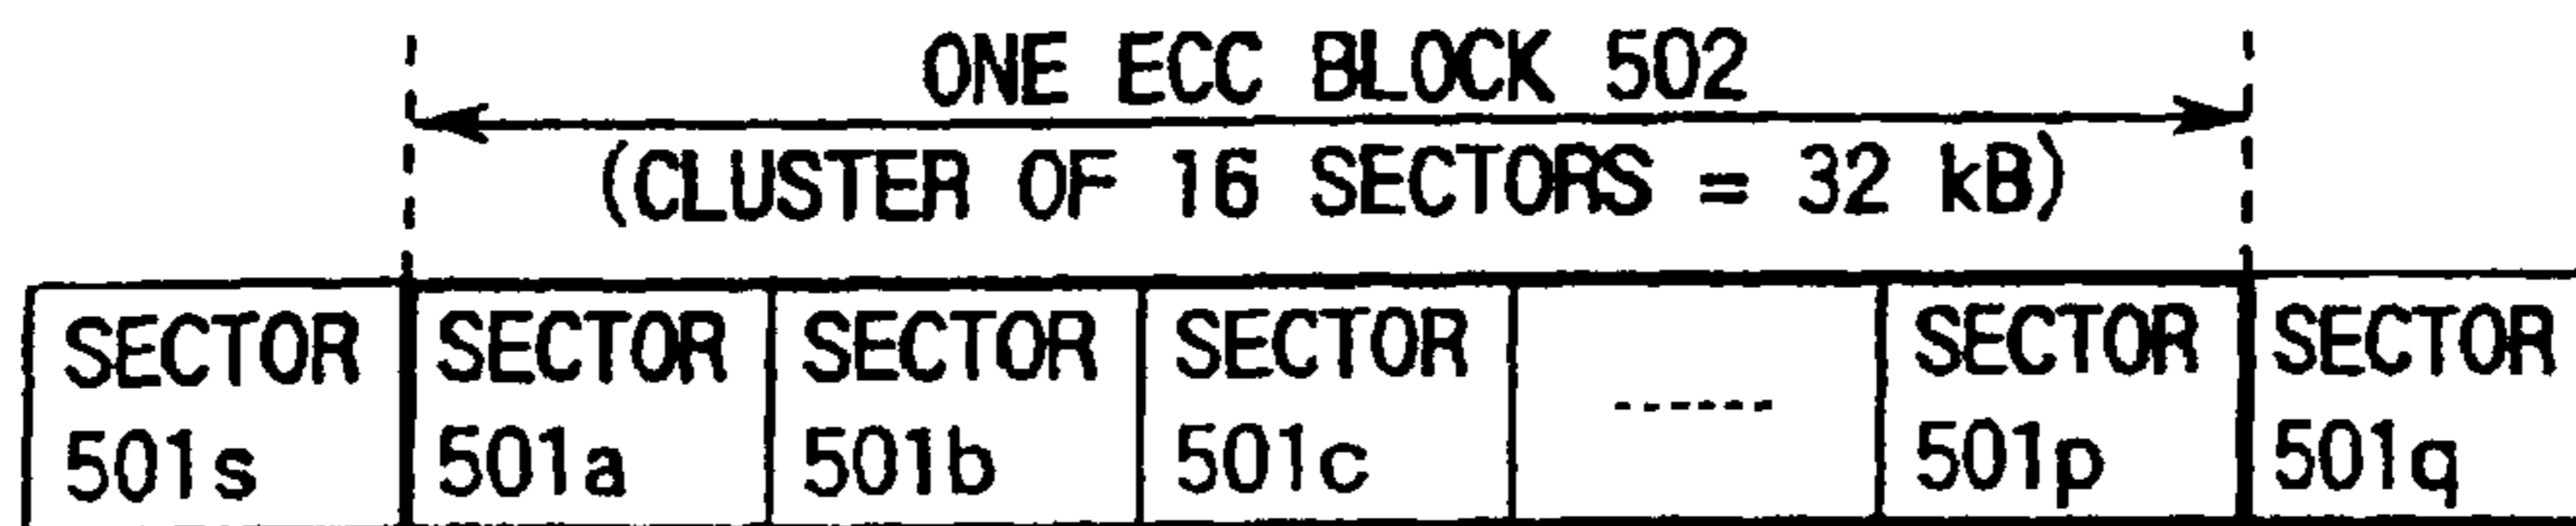 ONE ECC BLOCK 502
(CLUSTER OF 16 SECTORS = 32 kB)
SECTOR SECTOR SECTOR SECTOR SECTOR SECTOR
501s 501a 501b 501c ------ 501p 501q